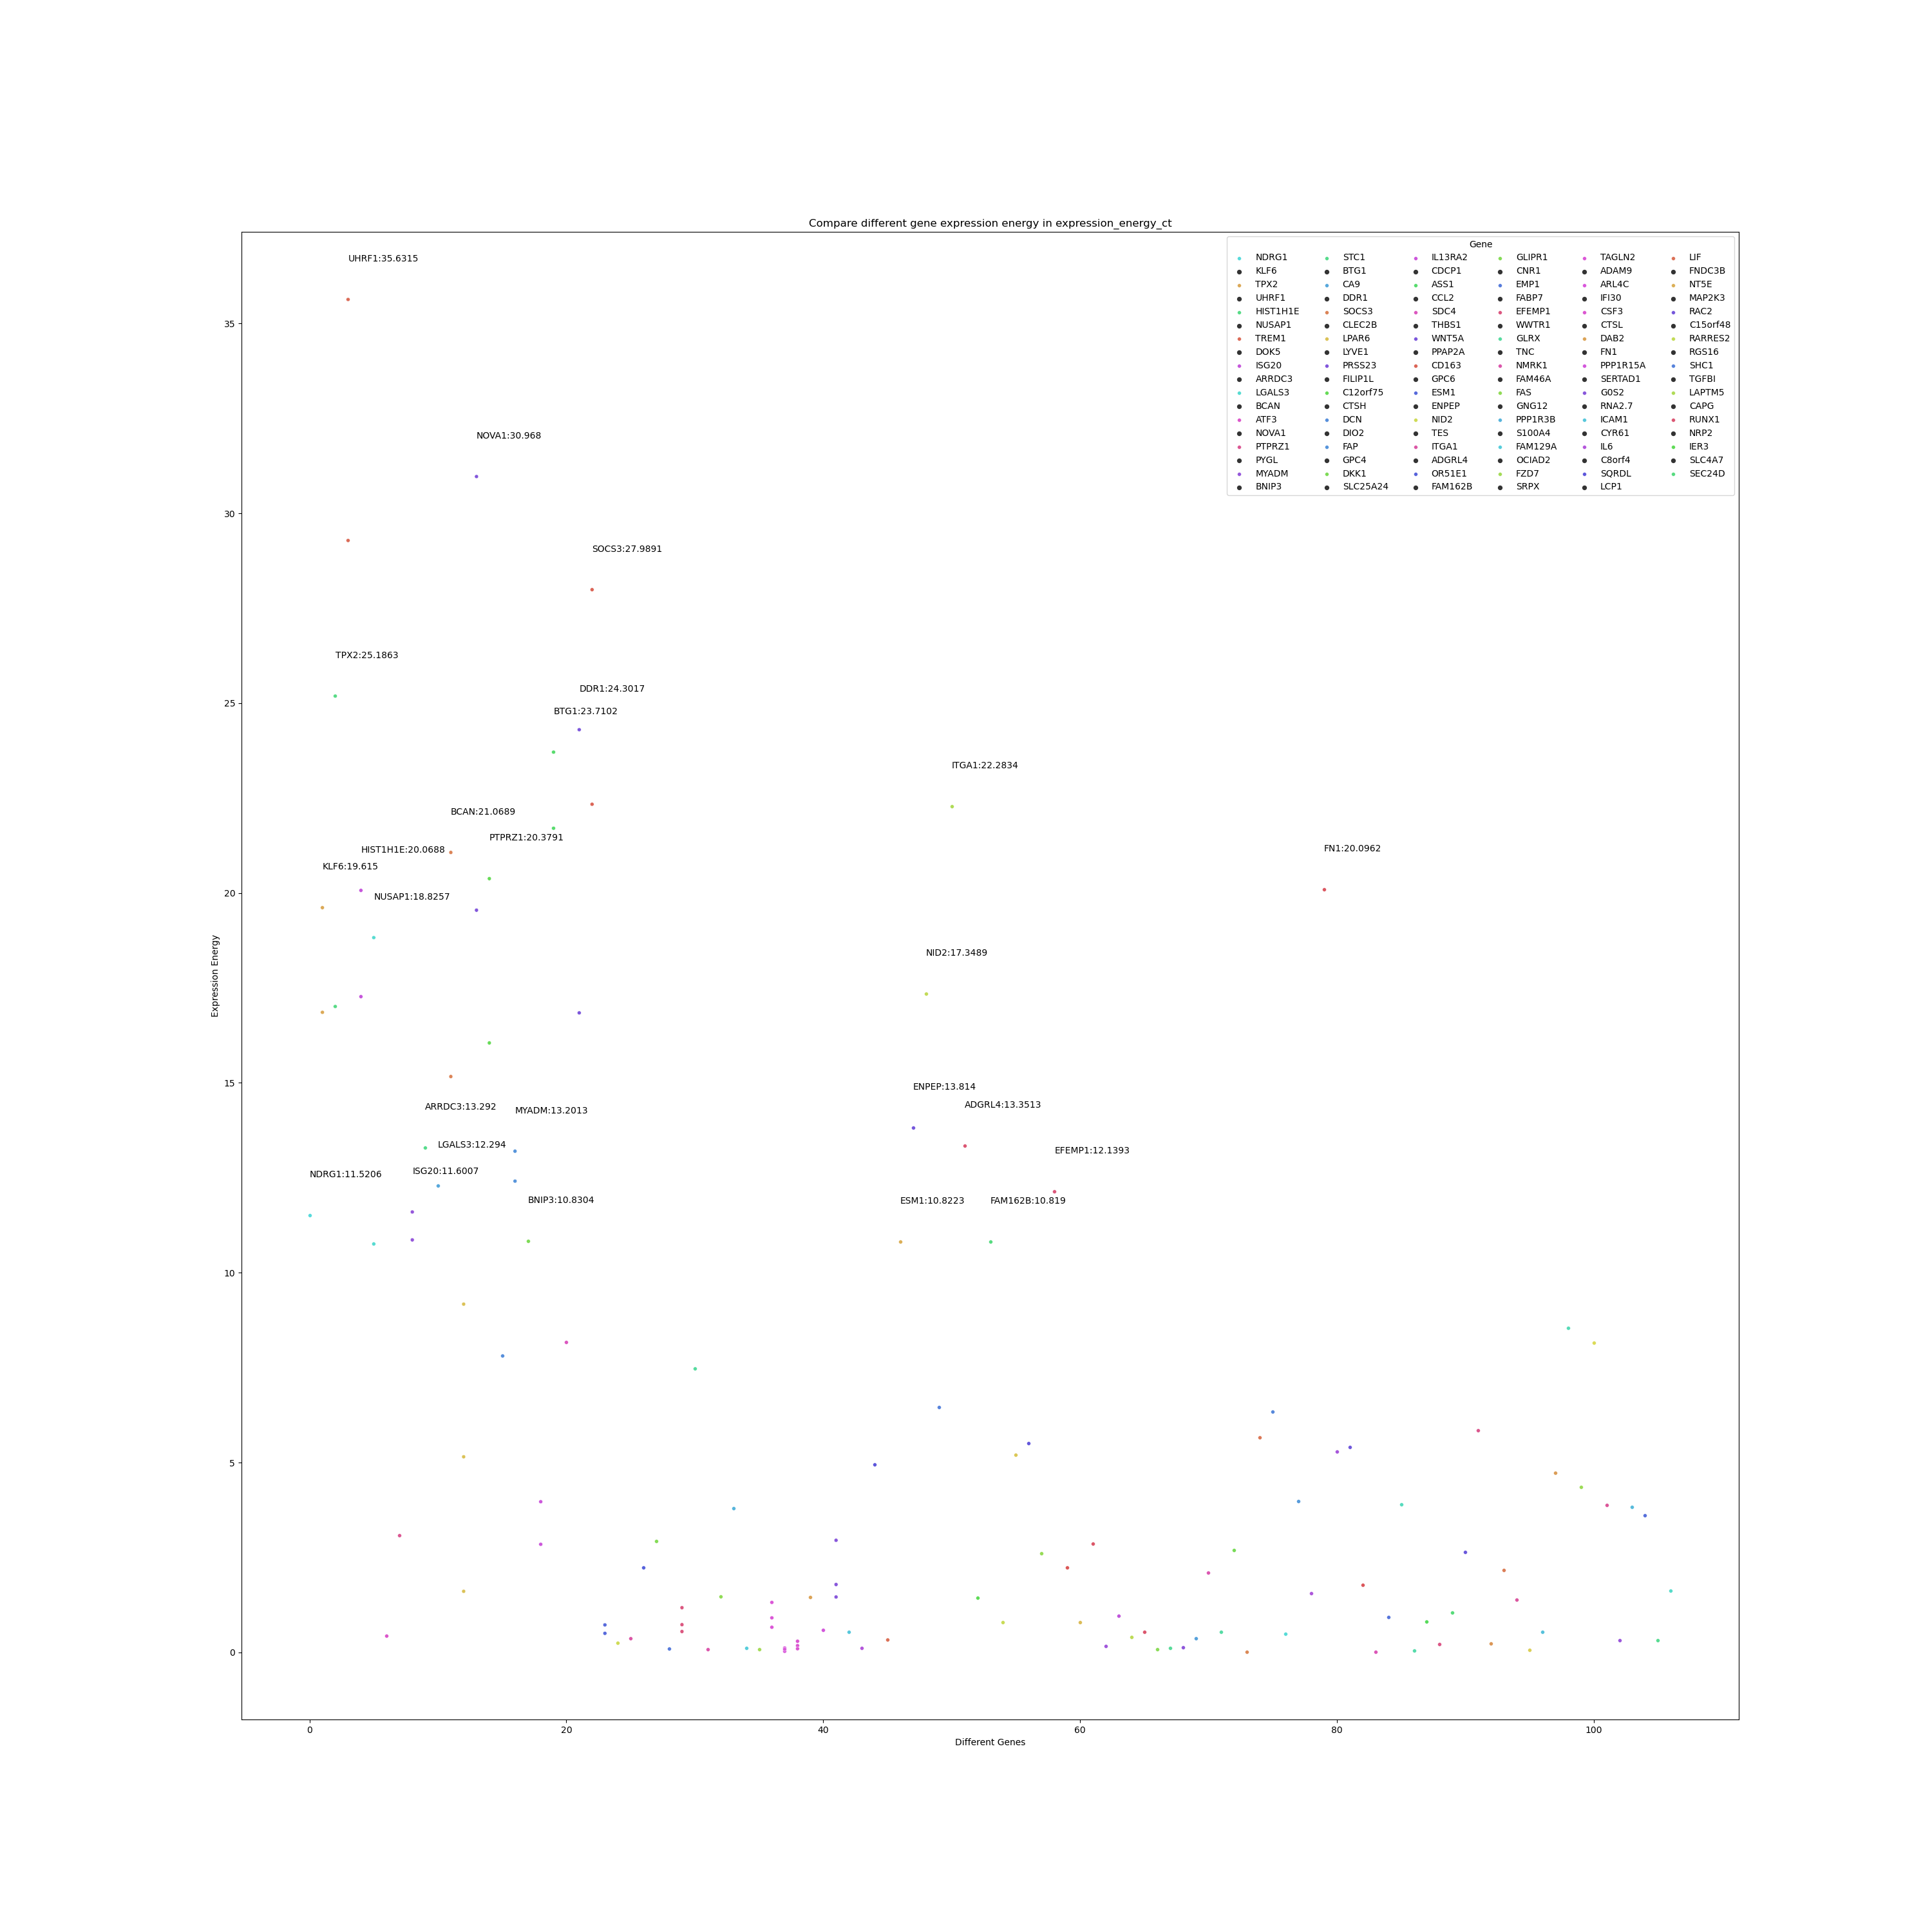 Compare different gene expression energy in expression_energy_ct
Gene
NDRG1 STC1 IL13RA2 GLIPR1 TAGLN2 LIF
KLF6 BTG1 CDCP1 CNR1 ADAM9 FNDC3B
TPX2 CA9 ASS1 EMP1 ARL4C NT5E
UHRF1 DDR1 CCL2 FABP7 IFI30 MAP2K3
HIST1H1E SOCS3 SDC4 EFEMP1 CSF3 RAC2
NUSAP1 CLEC2B THBS1 WWTR1 CTSL C15orf48
TREM1 LPAR6 WNT5A GLRX DAB2 RARRES2
DOK5 LYVE1 PPAP2A TNC FN1 RGS16
ISG20 PRSS23 CD163 NMRK1 PPP1R15A SHC1
ARRDC3 FILIP1L GPC6 FAM46A SERTAD1 TGFBI
LGALS3 C12orf75 ESM1 FAS G0S2 LAPTM5
BCAN CTSH ENPEP GNG12 RNA2.7 CAPG
ATF3 DCN NID2 PPP1R3B ICAM1 RUNX1
NOVA1 DIO2 TES S100A4 CYR61 NRP2
PTPRZ1 FAP ITGA1 FAM129A IL6 IER3
PYGL GPC4 ADGRL4 OCIAD2 C8orf4 SLC4A7
MYADM DKK1 OR51E1 FZD7 SQRDL SEC24D
BNIP3 SLC25A24 FAM162B SRPX LCP1
UHRF1:35.6315
35
NOVA1:30.968
30
SOCS3:27.9891
TPX2:25.1863
DDR1:24.3017
25
BTG1:23.7102
ITGA1:22.2834
BCAN:21.0689
PTPRZ1:20.3791
HIST1H1E:20.0688
FN1:20.0962
KLF6:19.615
20
NUSAP1:18.8257
NID2:17.3489
Expression Energy
15
ENPEP:13.814
ADGRL4:13.3513
ARRDC3:13.292
MYADM:13.2013
LGALS3:12.294
EFEMP1:12.1393
ISG20:11.6007
NDRG1:11.5206
BNIP3:10.8304
ESM1:10.8223
FAM162B:10.819
10
5
0
0 20 40 60 80 100
Different Genes